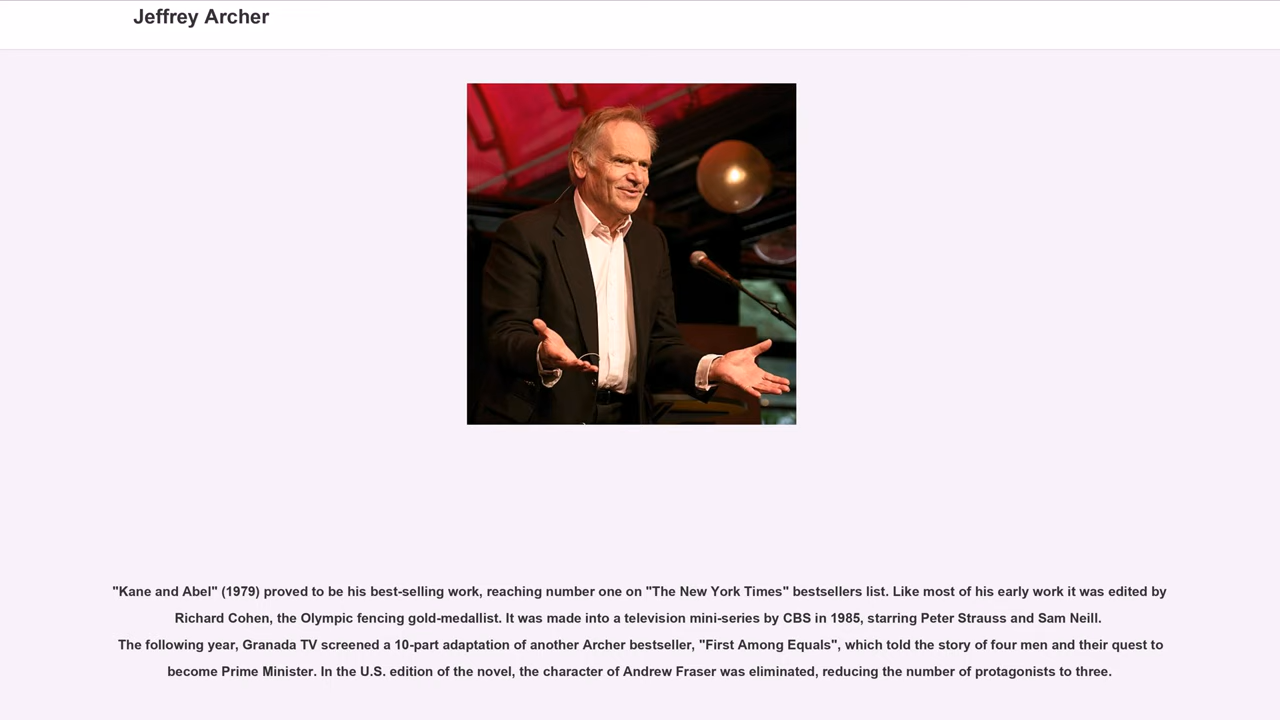 Jeffrey Archer
"Kane and Abel" (1979) proved to be his best-selling work, reaching number one on "The New York Times" bestsellers list. Like most of his early work it was edited by
Richard Cohen, the Olympic fencing gold-medallist. It was made into a television mini-series by CBS in 1985, starring Peter Strauss and Sam Neill.
The following year, Granada TV screened a 10-part adaptation of another Archer bestseller, "First Among Equals", which told the story of four men and their quest to
become Prime Minister. In the U.S. edition of the novel, the character of Andrew Fraser was eliminated, reducing the number of protagonists to three.